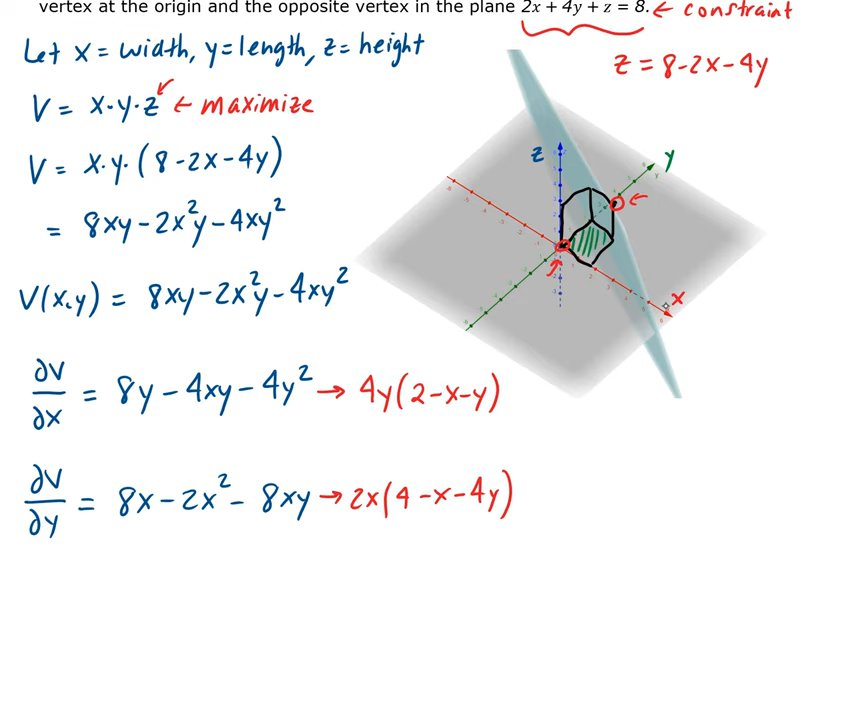 vertex at the origin and the opposite vertex in the plane 2x + 4y + z = 8. ← constraint
Let x = width, y = length, z = height
z = 8-2x-4y
V = x·y·z ← maximize
V = x·y·(8-2x-4y)
= 8xy-2x²y-4xy²
V(x,y) = 8xy-2x²y-4xy²
∂V/∂x = 8y-4xy-4y² → 4y(2-x-y)
∂V/∂y = 8x-2x²-8xy → 2x(4-x-4y)
z
y
x